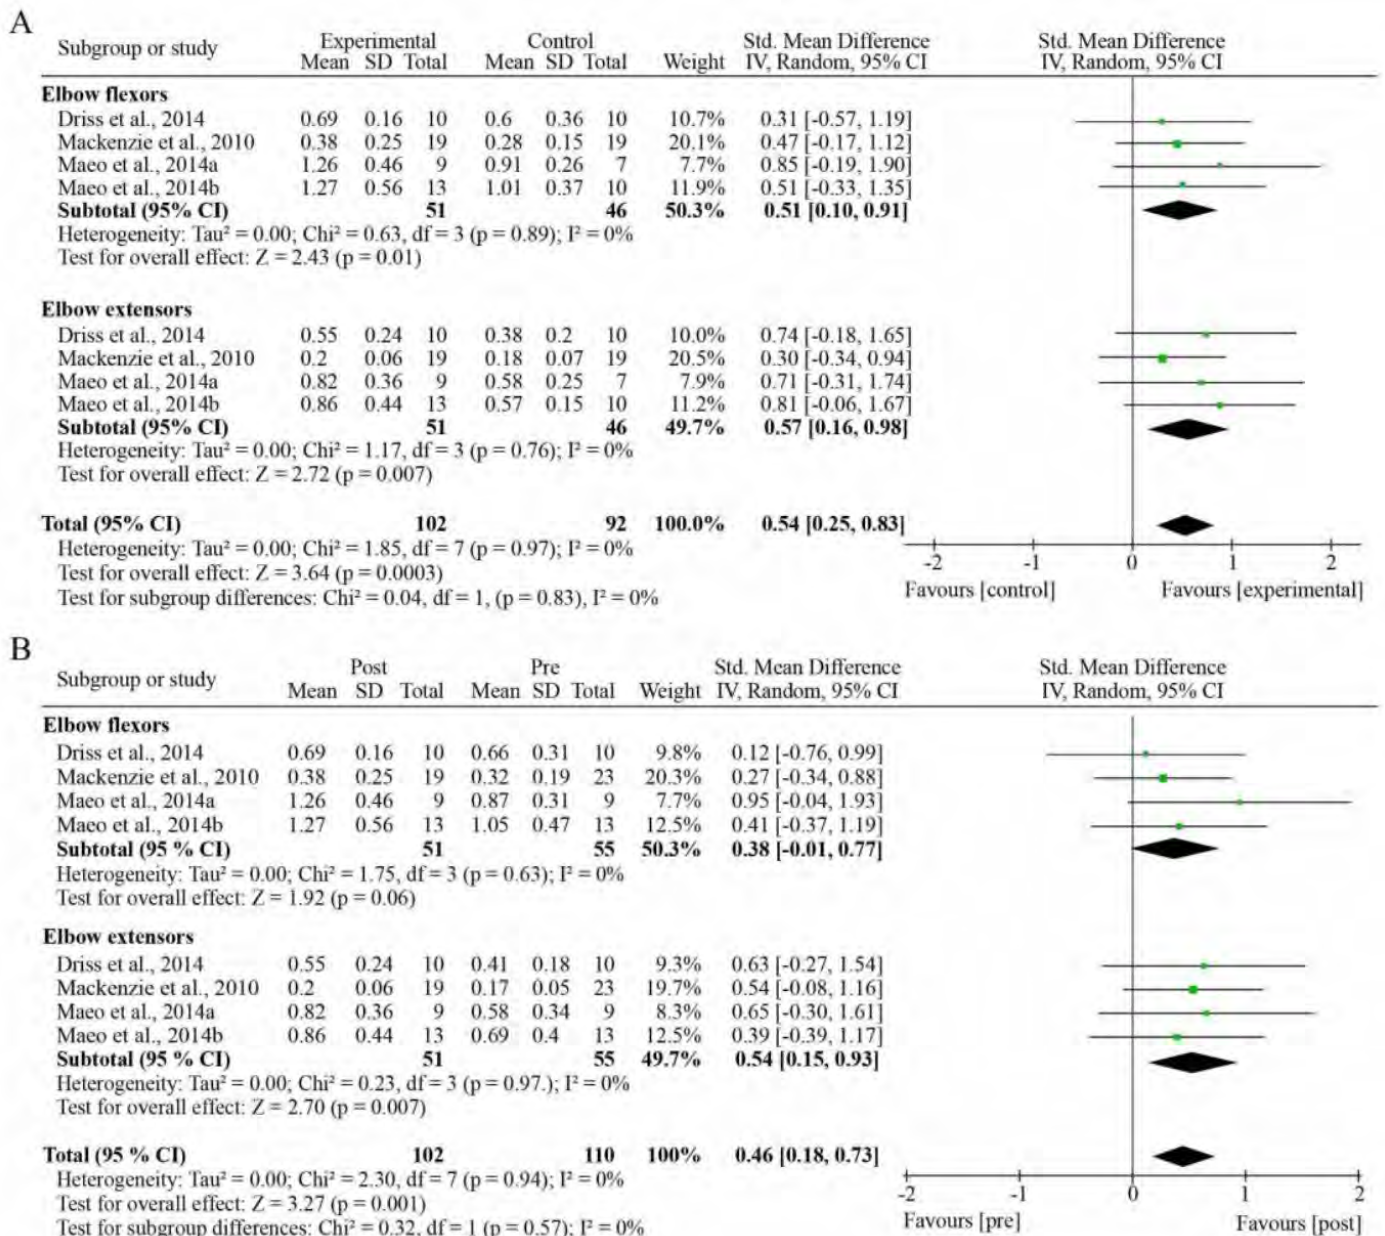 A
Subgroup or study Experimental Control Std. Mean Difference Std. Mean Difference
Mean SD Total Mean SD Total Weight IV, Random, 95% CI IV, Random, 95% CI
Elbow flexors
Driss et al., 2014 0.69 0.16 10 0.6 0.36 10 10.7% 0.31 [-0.57, 1.19]
Mackenzie et al., 2010 0.38 0.25 19 0.28 0.15 19 20.1% 0.47 [-0.17, 1.12]
Maeo et al., 2014a 1.26 0.46 9 0.91 0.26 7 7.7% 0.85 [-0.19, 1.90]
Maeo et al., 2014b 1.27 0.56 13 1.01 0.37 10 11.9% 0.51 [-0.33, 1.35]
Subtotal (95% CI) 51 46 50.3% 0.51 [0.10, 0.91]
Heterogeneity: Tau² = 0.00; Chi² = 0.63, df = 3 (p = 0.89); I² = 0%
Test for overall effect: Z = 2.43 (p = 0.01)
Elbow extensors
Driss et al., 2014 0.55 0.24 10 0.38 0.2 10 10.0% 0.74 [-0.18, 1.65]
Mackenzie et al., 2010 0.2 0.06 19 0.18 0.07 19 20.5% 0.30 [-0.34, 0.94]
Maeo et al., 2014a 0.82 0.36 9 0.58 0.25 7 7.9% 0.71 [-0.31, 1.74]
Maeo et al., 2014b 0.86 0.44 13 0.57 0.15 10 11.2% 0.81 [-0.06, 1.67]
Subtotal (95% CI) 51 46 49.7% 0.57 [0.16, 0.98]
Heterogeneity: Tau² = 0.00; Chi² = 1.17, df = 3 (p = 0.76); I² = 0%
Test for overall effect: Z = 2.72 (p = 0.007)
Total (95% CI) 102 92 100.0% 0.54 [0.25, 0.83]
Heterogeneity: Tau² = 0.00; Chi² = 1.85, df = 7 (p = 0.97); I² = 0%
Test for overall effect: Z = 3.64 (p = 0.0003)
Test for subgroup differences: Chi² = 0.04, df = 1, (p = 0.83), I² = 0%
-2 -1 0 1 2
Favours [control] Favours [experimental]
B
Subgroup or study Post Pre Std. Mean Difference Std. Mean Difference
Mean SD Total Mean SD Total Weight IV, Random, 95% CI IV, Random, 95% CI
Elbow flexors
Driss et al., 2014 0.69 0.16 10 0.66 0.31 10 9.8% 0.12 [-0.76, 0.99]
Mackenzie et al., 2010 0.38 0.25 19 0.32 0.19 23 20.3% 0.27 [-0.34, 0.88]
Maeo et al., 2014a 1.26 0.46 9 0.87 0.31 9 7.7% 0.95 [-0.04, 1.93]
Maeo et al., 2014b 1.27 0.56 13 1.05 0.47 13 12.5% 0.41 [-0.37, 1.19]
Subtotal (95 % CI) 51 55 50.3% 0.38 [-0.01, 0.77]
Heterogeneity: Tau² = 0.00; Chi² = 1.75, df = 3 (p = 0.63); I² = 0%
Test for overall effect: Z = 1.92 (p = 0.06)
Elbow extensors
Driss et al., 2014 0.55 0.24 10 0.41 0.18 10 9.3% 0.63 [-0.27, 1.54]
Mackenzie et al., 2010 0.2 0.06 19 0.17 0.05 23 19.7% 0.54 [-0.08, 1.16]
Maeo et al., 2014a 0.82 0.36 9 0.58 0.34 9 8.3% 0.65 [-0.30, 1.61]
Maeo et al., 2014b 0.86 0.44 13 0.69 0.4 13 12.5% 0.39 [-0.39, 1.17]
Subtotal (95 % CI) 51 55 49.7% 0.54 [0.15, 0.93]
Heterogeneity: Tau² = 0.00; Chi² = 0.23, df = 3 (p = 0.97.); I² = 0%
Test for overall effect: Z = 2.70 (p = 0.007)
Total (95 % CI) 102 110 100% 0.46 [0.18, 0.73]
Heterogeneity: Tau² = 0.00; Chi² = 2.30, df = 7 (p = 0.94); I² = 0%
Test for overall effect: Z = 3.27 (p = 0.001)
Test for subgroup differences: Chi² = 0.32, df = 1 (p = 0.57); I² = 0%
-2 -1 0 1 2
Favours [pre] Favours [post]